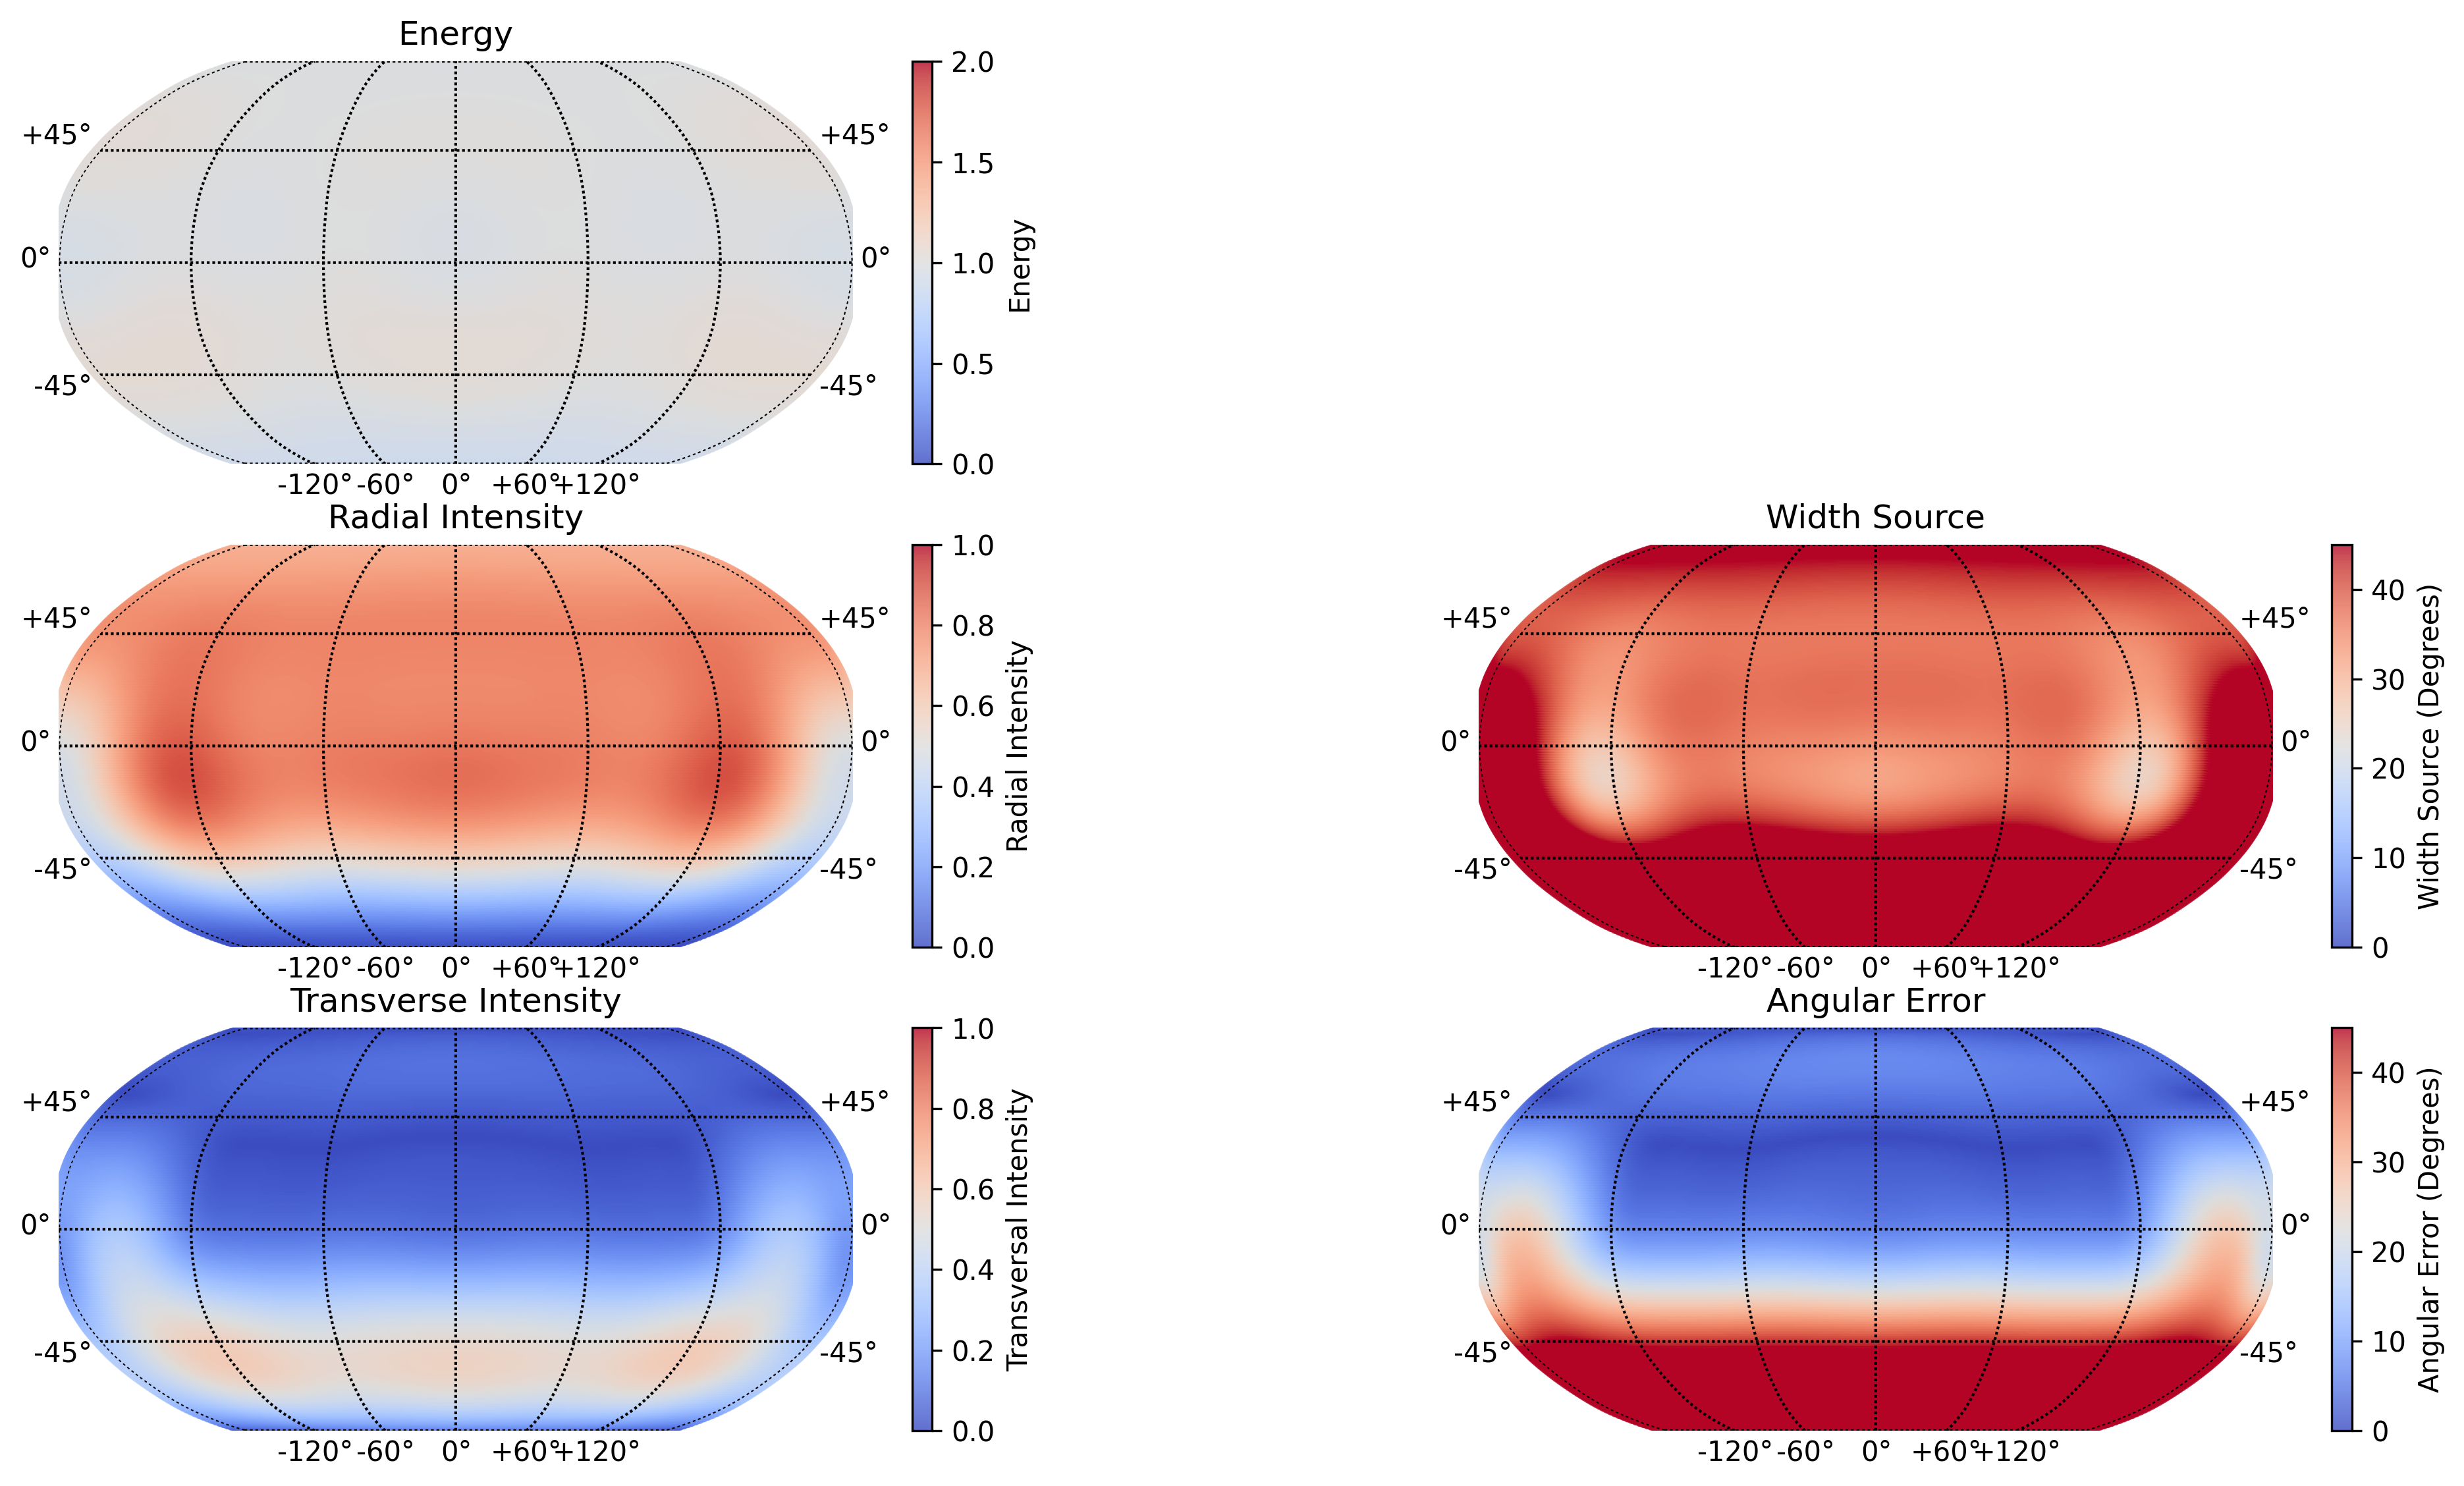 Energy
+45° +45°
0° 0°
-45° -45°
-120° -60° 0° +60° +120°
2.0
1.5
1.0
0.5
0.0
Energy
Radial Intensity
+45° +45°
0° 0°
-45° -45°
-120° -60° 0° +60° +120°
1.0
0.8
0.6
0.4
0.2
0.0
Radial Intensity
Width Source
+45° +45°
0° 0°
-45° -45°
-120° -60° 0° +60° +120°
40
30
20
10
0
Width Source (Degrees)
Transverse Intensity
+45° +45°
0° 0°
-45° -45°
-120° -60° 0° +60° +120°
1.0
0.8
0.6
0.4
0.2
0.0
Transversal Intensity
Angular Error
+45° +45°
0° 0°
-45° -45°
-120° -60° 0° +60° +120°
40
30
20
10
0
Angular Error (Degrees)